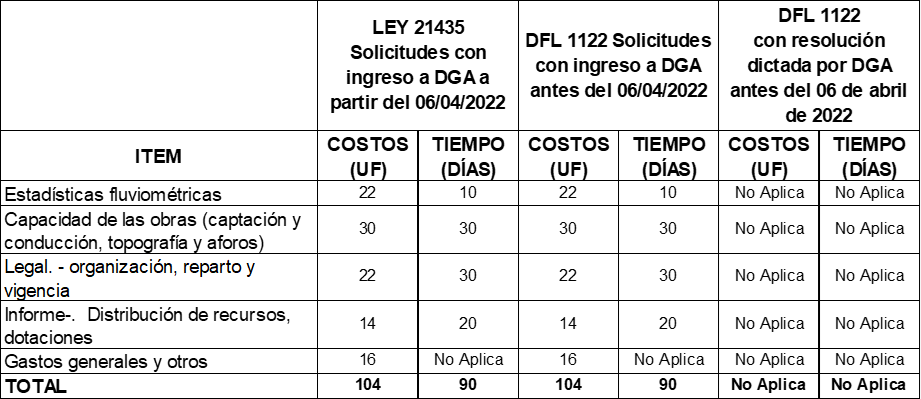 LEY 21435
Solicitudes con
ingreso a DGA a
partir del 06/04/2022
DFL 1122 Solicitudes
con ingreso a DGA
antes del 06/04/2022
DFL 1122
con resolución
dictada por DGA
antes del 06 de abril
de 2022
ITEM
COSTOS
(UF)
TIEMPO
(DÍAS)
COSTOS
(UF)
TIEMPO
(DÍAS)
COSTOS
(UF)
TIEMPO
(DÍAS)
Estadísticas fluviométricas 22 10 22 10 No Aplica No Aplica
Capacidad de las obras (captación y
conducción, topografía y aforos) 30 30 30 30 No Aplica No Aplica
Legal. - organización, reparto y
vigencia 22 30 22 30 No Aplica No Aplica
Informe-. Distribución de recursos,
dotaciones 14 20 14 20 No Aplica No Aplica
Gastos generales y otros 16 No Aplica 16 No Aplica No Aplica No Aplica
TOTAL 104 90 104 90 No Aplica No Aplica